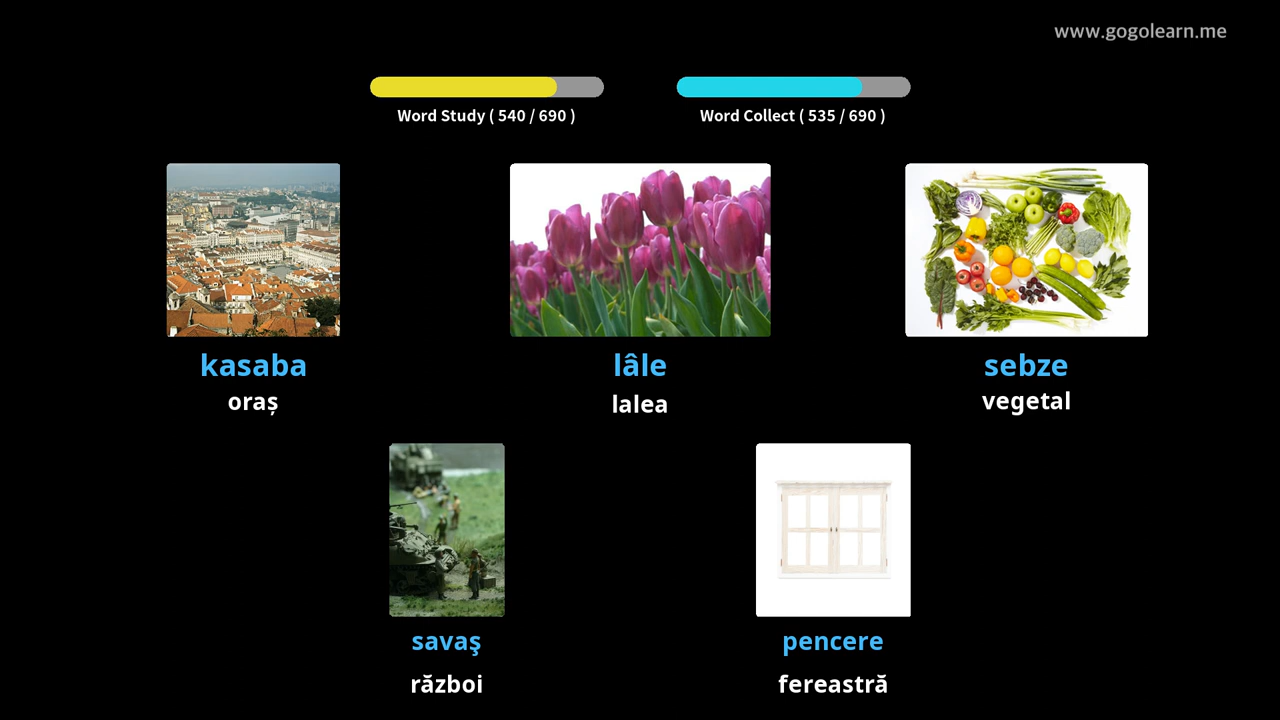 www.gogolearn.me
Word Study ( 540 / 690 )
Word Collect ( 535 / 690 )
kasaba
oraș
lâle
lalea
sebze
vegetal
savaş
război
pencere
fereastră